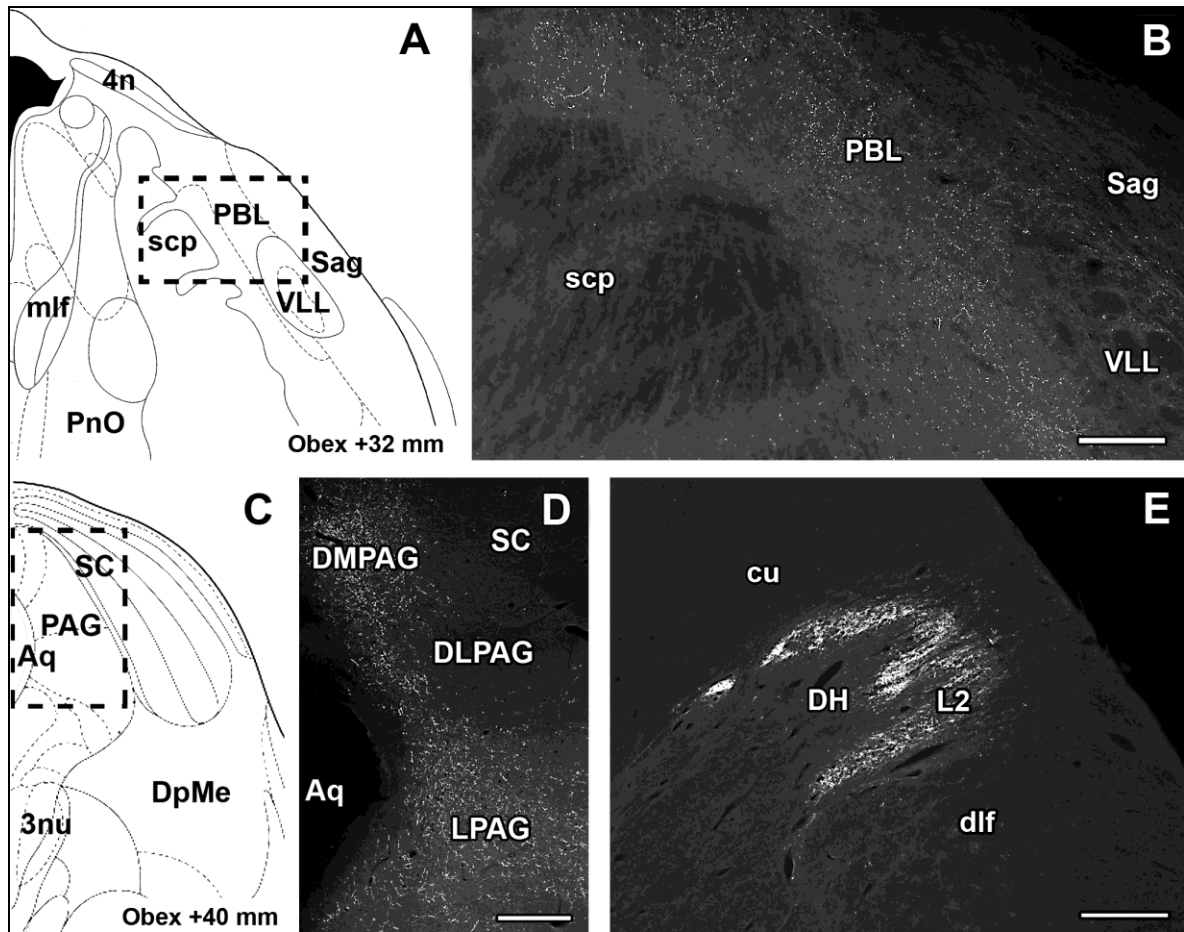 A
4n
PBL
scp
Sag
VLL
mlf
PnO
Obex +32 mm
B
PBL
Sag
scp
VLL
C
SC
PAG
Aq
DpMe
3nu
Obex +40 mm
D
SC
DMPAG
DLPAG
Aq
LPAG
E
cu
DH
L2
dlf